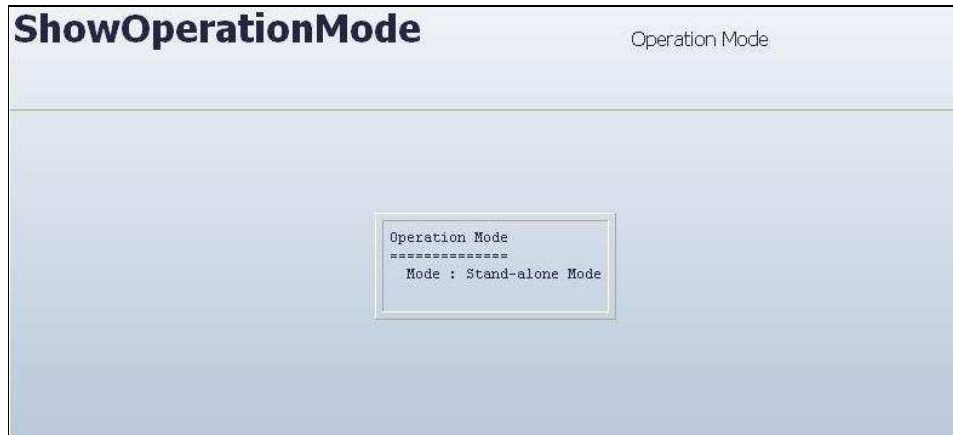 ShowOperationMode
Operation Mode
Operation Mode
==============
Mode : Stand-alone Mode